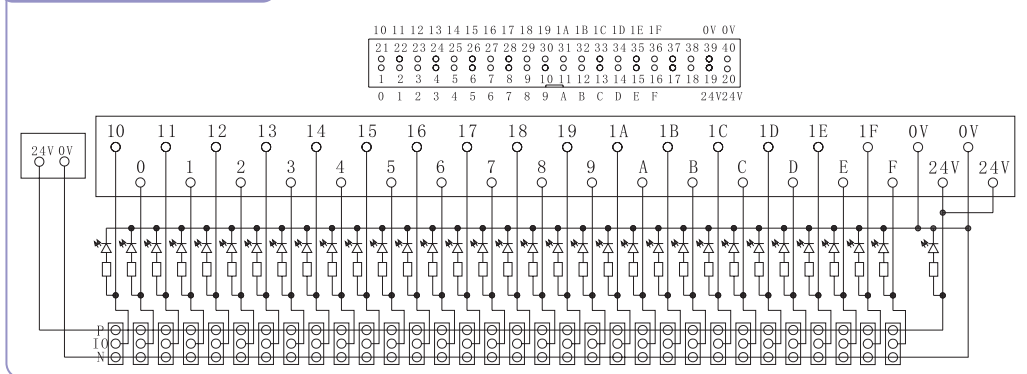 10 11 12 13 14 15 16 17 18 19 1A 1B 1C 1D 1E 1F 0V 0V
21 22 23 24 25 26 27 28 29 30 31 32 33 34 35 36 37 38 39 40
1 2 3 4 5 6 7 8 9 10 11 12 13 14 15 16 17 18 19 20
0 1 2 3 4 5 6 7 8 9 A B C D E F 24V 24V
10 11 12 13 14 15 16 17 18 19 1A 1B 1C 1D 1E 1F 0V 0V
24V 0V
0 1 2 3 4 5 6 7 8 9 A B C D E F 24V 24V
P
IO
N